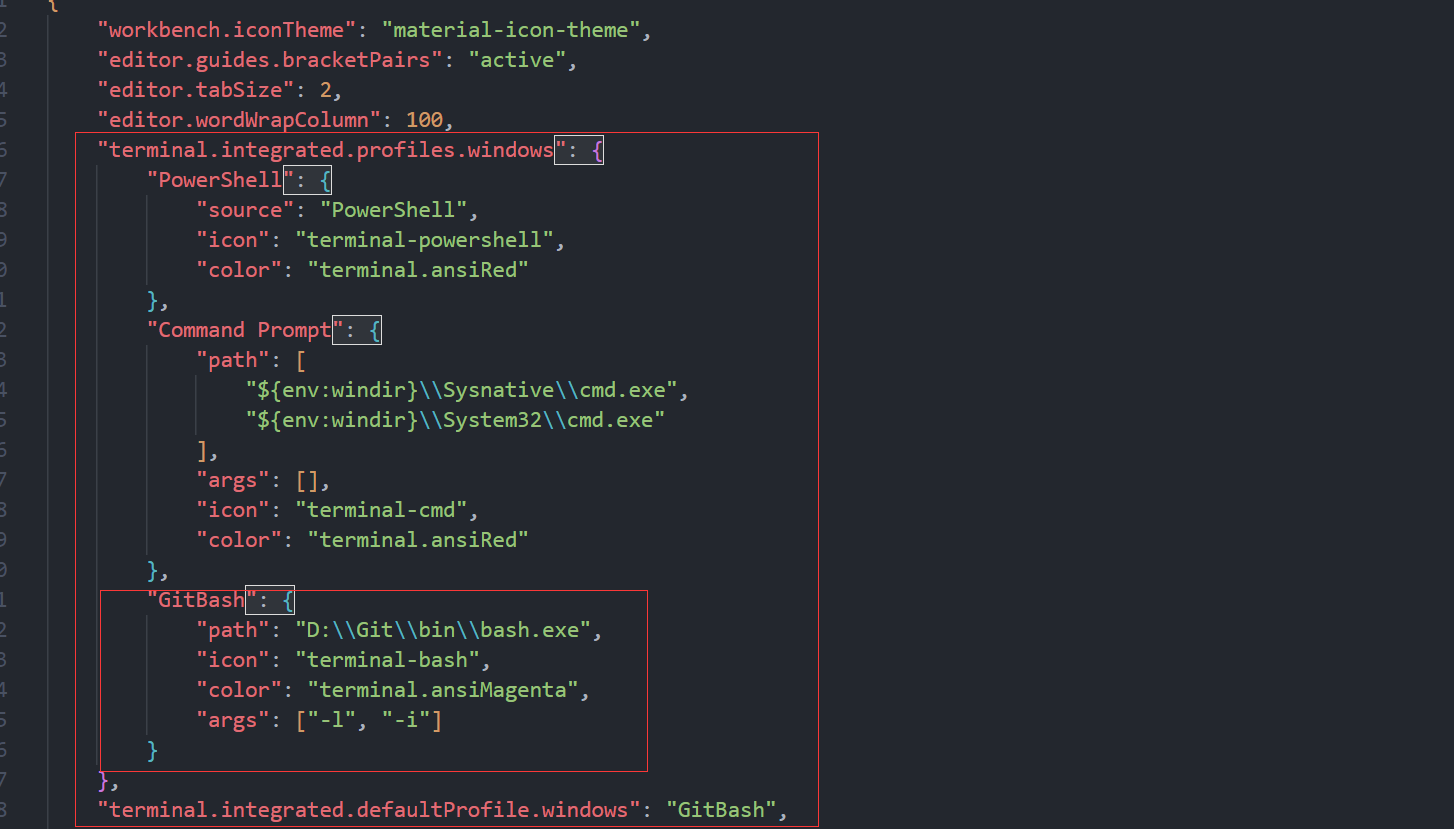 {
"workbench.iconTheme": "material-icon-theme",
"editor.guides.bracketPairs": "active",
"editor.tabSize": 2,
"editor.wordWrapColumn": 100,
"terminal.integrated.profiles.windows": {
"PowerShell": {
"source": "PowerShell",
"icon": "terminal-powershell",
"color": "terminal.ansiRed"
},
"Command Prompt": {
"path": [
"${env:windir}\\Sysnative\\cmd.exe",
"${env:windir}\\System32\\cmd.exe"
],
"args": [],
"icon": "terminal-cmd",
"color": "terminal.ansiRed"
},
"GitBash": {
"path": "D:\\Git\\bin\\bash.exe",
"icon": "terminal-bash",
"color": "terminal.ansiMagenta",
"args": ["-l", "-i"]
}
},
"terminal.integrated.defaultProfile.windows": "GitBash",